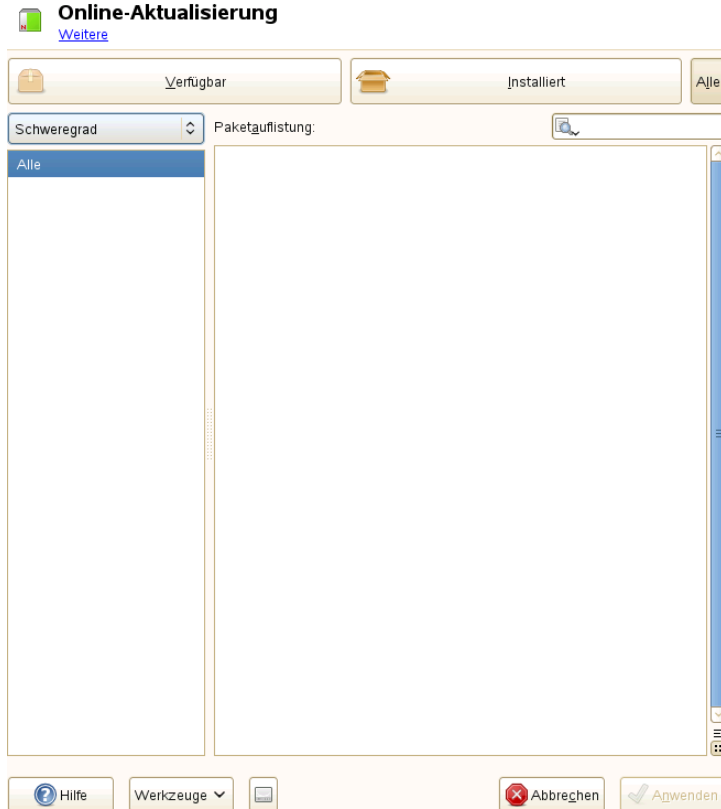 Online-Aktualisierung
Weitere
Verfügbar
Installiert
Alle
Schweregrad
Paketauflistung:
Alle
Hilfe
Werkzeuge
Abbrechen
Anwenden